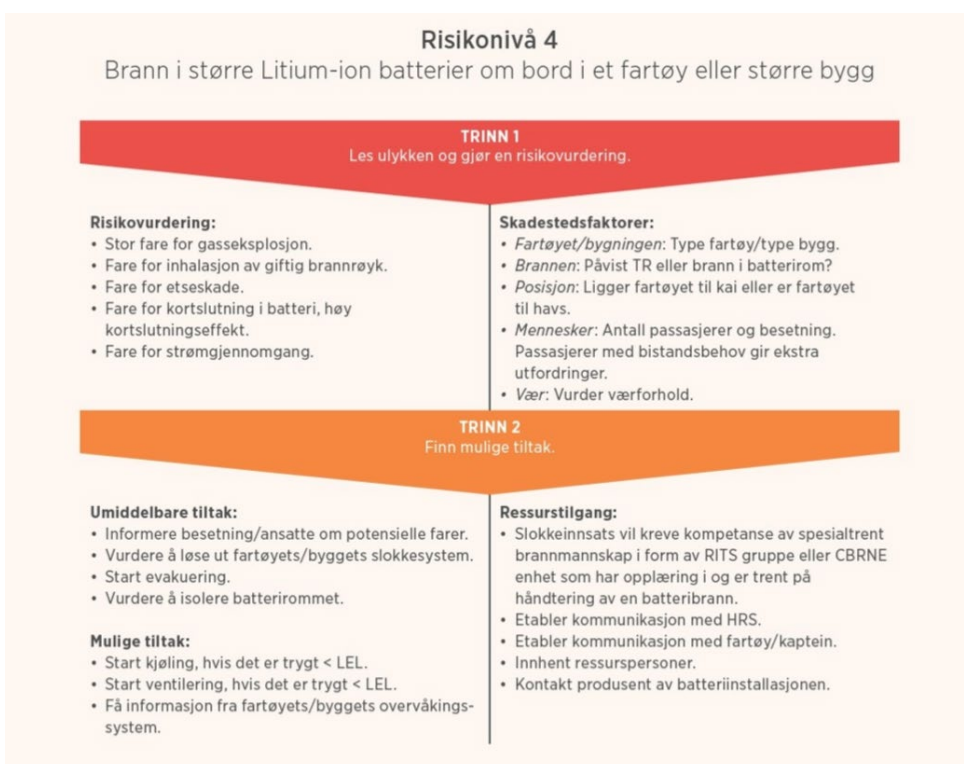 Risikonivå 4
Brann i større Litium-ion batterier om bord i et fartøy eller større bygg
TRINN 1
Les ulykken og gjør en risikovurdering.
Risikovurdering:
• Stor fare for gasseksplosjon.
• Fare for inhalasjon av giftig brannrøyk.
• Fare for etseskade.
• Fare for kortslutning i batteri, høy
kortslutningseffekt.
• Fare for strømgjennomgang.
Skadestedsfaktorer:
• Fartøyet/bygningen: Type fartøy/type bygg.
• Brannen: Påvist TR eller brann i batterirom?
• Posisjon: Ligger fartøyet til kai eller er fartøyet
til havs.
• Mennesker: Antall passasjerer og besetning.
Passasjerer med bistandsbehov gir ekstra
utfordringer.
• Vær: Vurder værforhold.
TRINN 2
Finn mulige tiltak.
Umiddelbare tiltak:
• Informere besetning/ansatte om potensielle farer.
• Vurdere å løse ut fartøyets/byggets slokkesystem.
• Start evakuering.
• Vurdere å isolere batterirommet.
Mulige tiltak:
• Start kjøling, hvis det er trygt < LEL.
• Start ventilering, hvis det er trygt < LEL.
• Få informasjon fra fartøyets/byggets overvåkings-
system.
Ressurstilgang:
• Slokkeinnsats vil kreve kompetanse av spesialtrent
brannmannskap i form av RITS gruppe eller CBRNE
enhet som har opplæring i og er trent på
håndtering av en batteribrann.
• Etabler kommunikasjon med HRS.
• Etabler kommunikasjon med fartøy/kaptein.
• Innhent ressurspersoner.
• Kontakt produsent av batteriinstallasjonen.